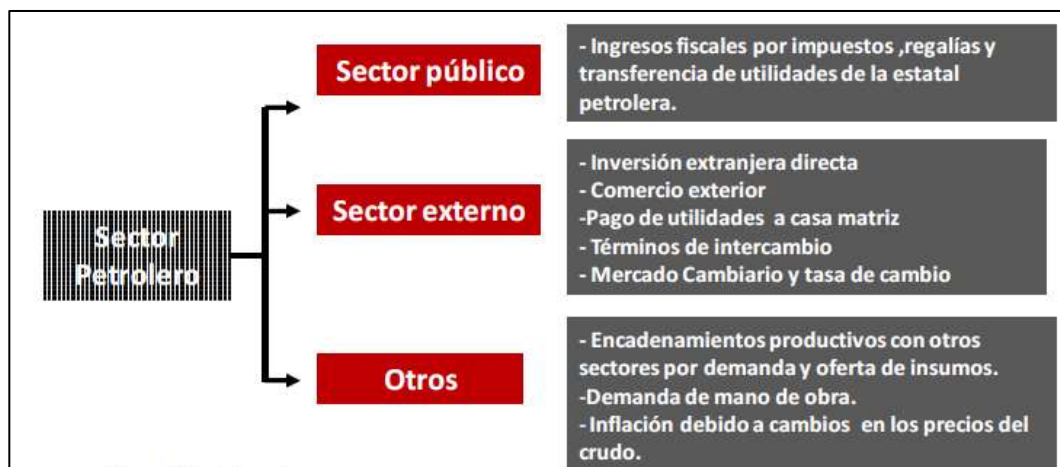 Sector público
- Ingresos fiscales por impuestos ,regalías y
transferencia de utilidades de la estatal
petrolera.
Sector Petrolero
Sector externo
- Inversión extranjera directa
- Comercio exterior
-Pago de utilidades a casa matriz
- Términos de intercambio
- Mercado Cambiario y tasa de cambio
Otros
- Encadenamientos productivos con otros
sectores por demanda y oferta de insumos.
-Demanda de mano de obra.
- Inflación debido a cambios en los precios del
crudo.